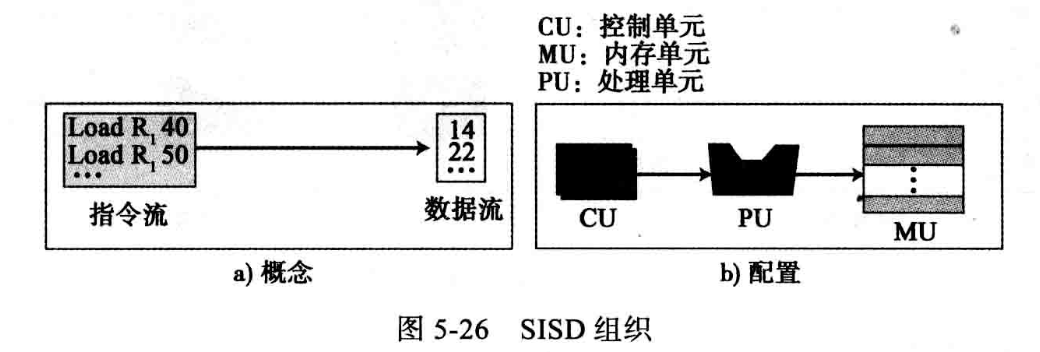 CU：控制单元
MU：内存单元
PU：处理单元
Load R₁ 40
Load R₁ 50
•••
指令流
14
22
•••
数据流
CU
PU
MU
a) 概念
b) 配置
图 5-26 SISD 组织